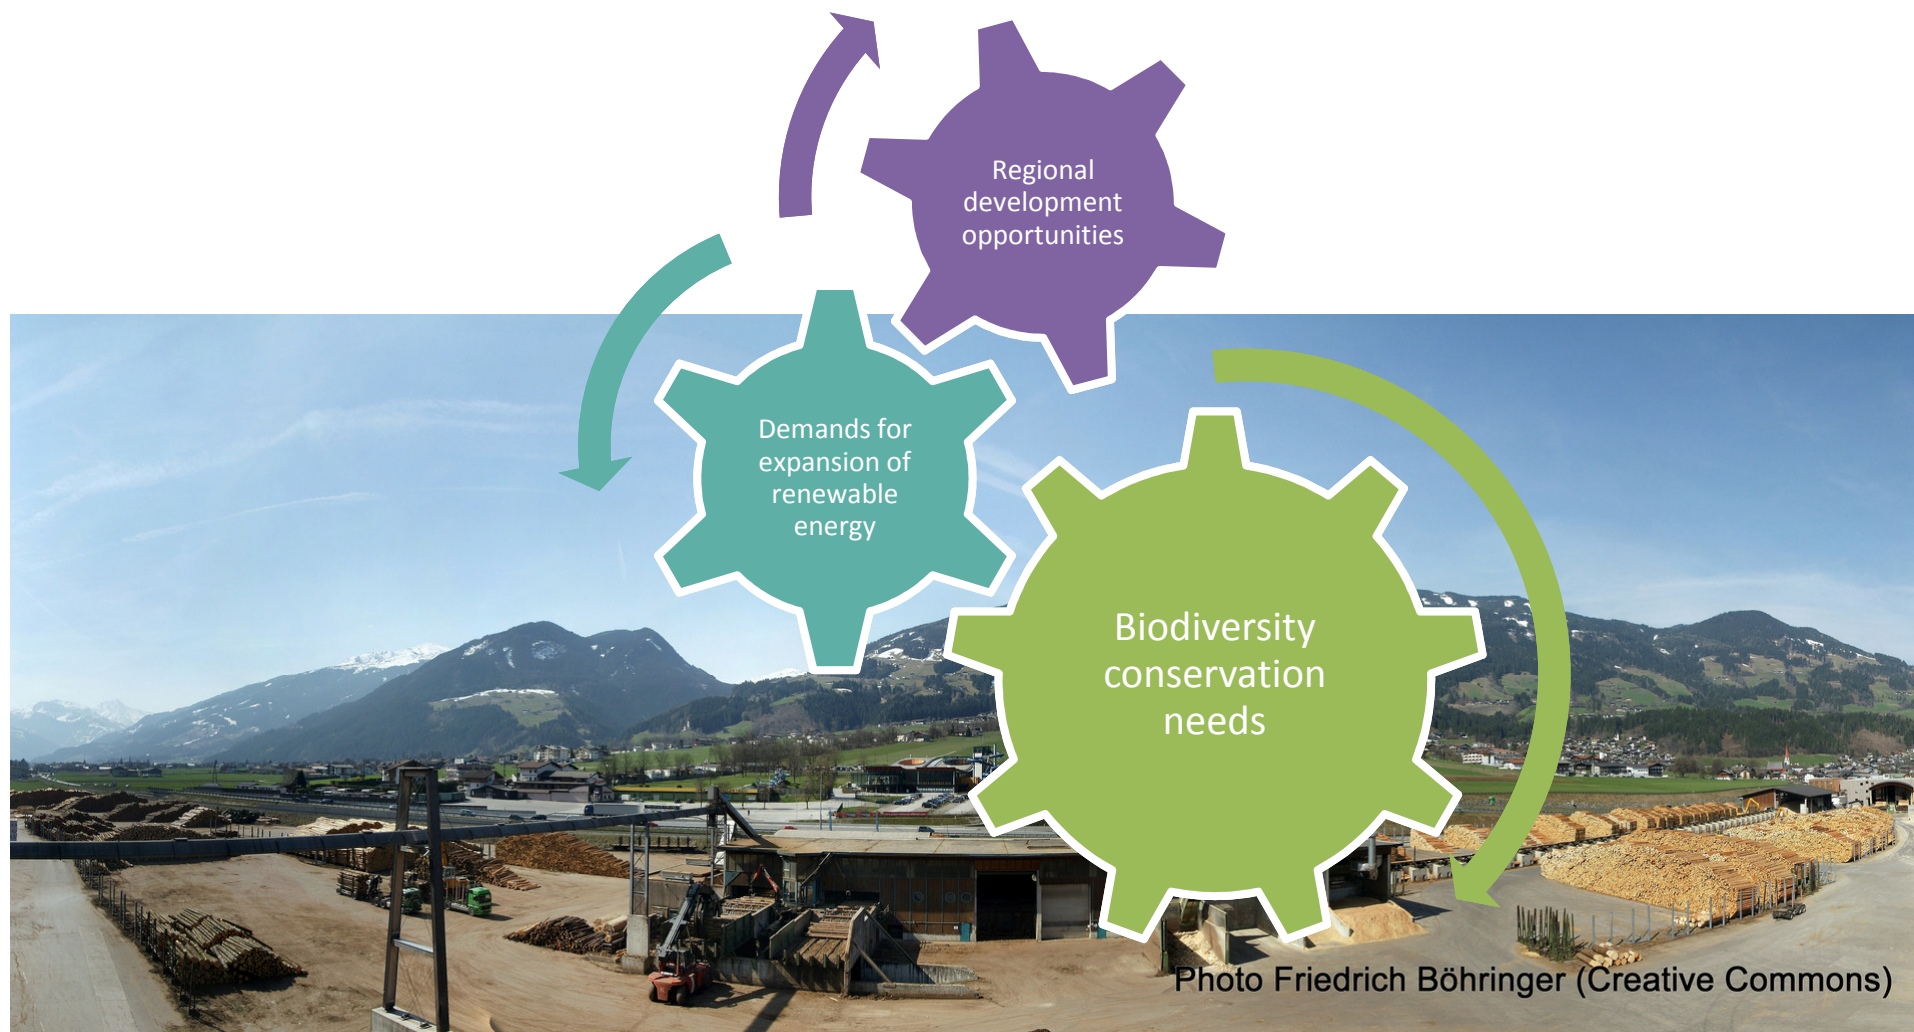 Regional
development
opportunities
Demands for
expansion of
renewable
energy
Biodiversity
conservation
needs
Photo Friedrich Böhringer (Creative Commons)